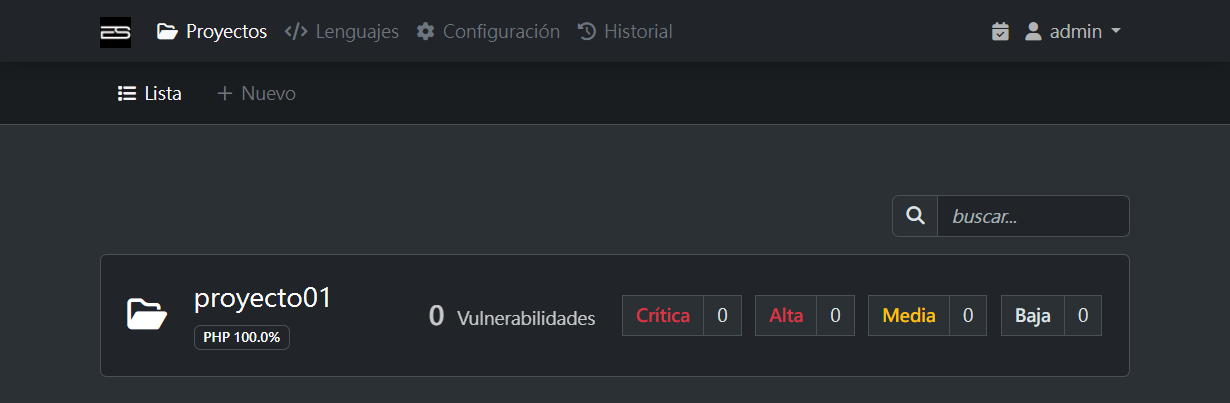 ES Proyectos Lenguajes Configuración Historial admin
Lista Nuevo
buscar...
proyecto01
PHP 100.0%
0 Vulnerabilidades Crítica 0 Alta 0 Media 0 Baja 0